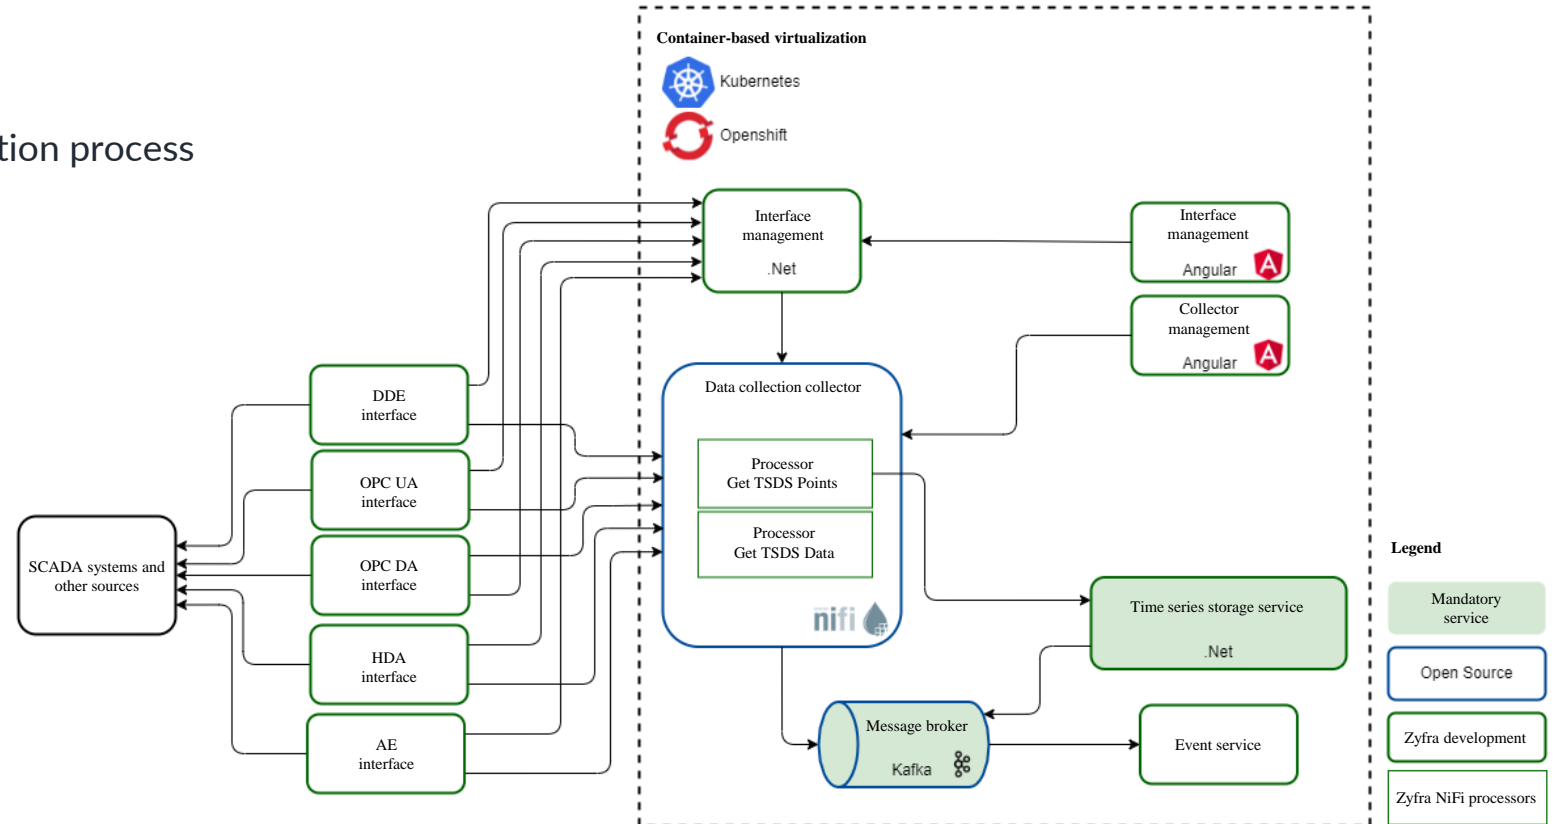 tion process
Container-based virtualization
Kubernetes
Openshift
Interface
management
.Net
Interface
management
Angular
Collector
management
Angular
DDE
interface
OPC UA
interface
OPC DA
interface
HDA
interface
AE
interface
SCADA systems and
other sources
Data collection collector
Processor
Get TSDS Points
Processor
Get TSDS Data
nifi
Time series storage service
.Net
Message broker
Kafka
Event service
Legend
Mandatory
service
Open Source
Zyfra development
Zyfra NiFi processors